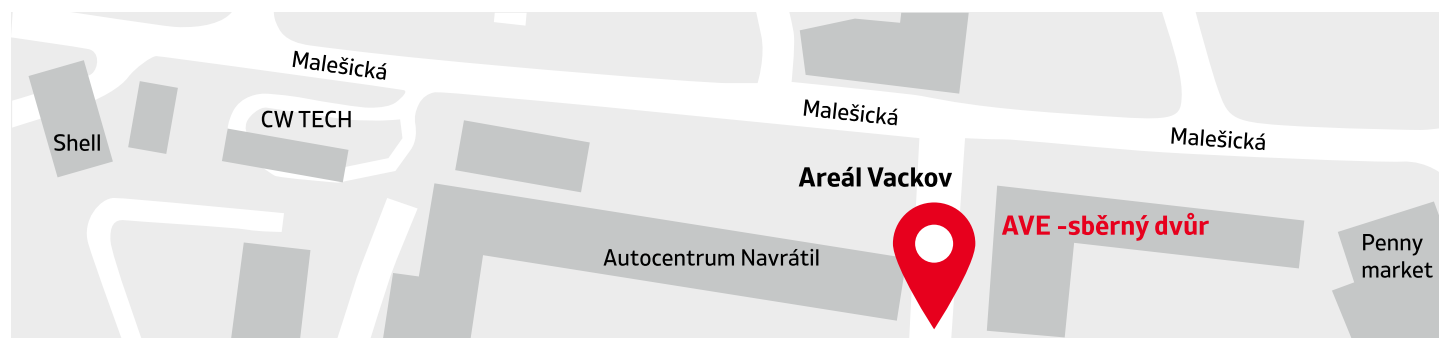 Malešická
CW TECH
Shell
Malešická
Malešická
Areál Vackov
AVE -sběrný dvůr
Autocentrum Navrátil
Penny
market